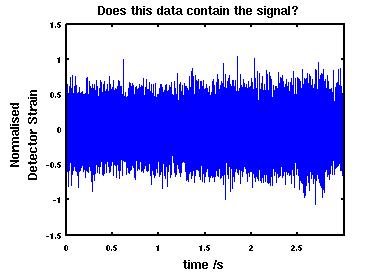 Does this data contain the signal?
1.5
1
0.5
0
-0.5
-1
-1.5
Normalised
Detector Strain
0 0.5 1 1.5 2 2.5
time /s